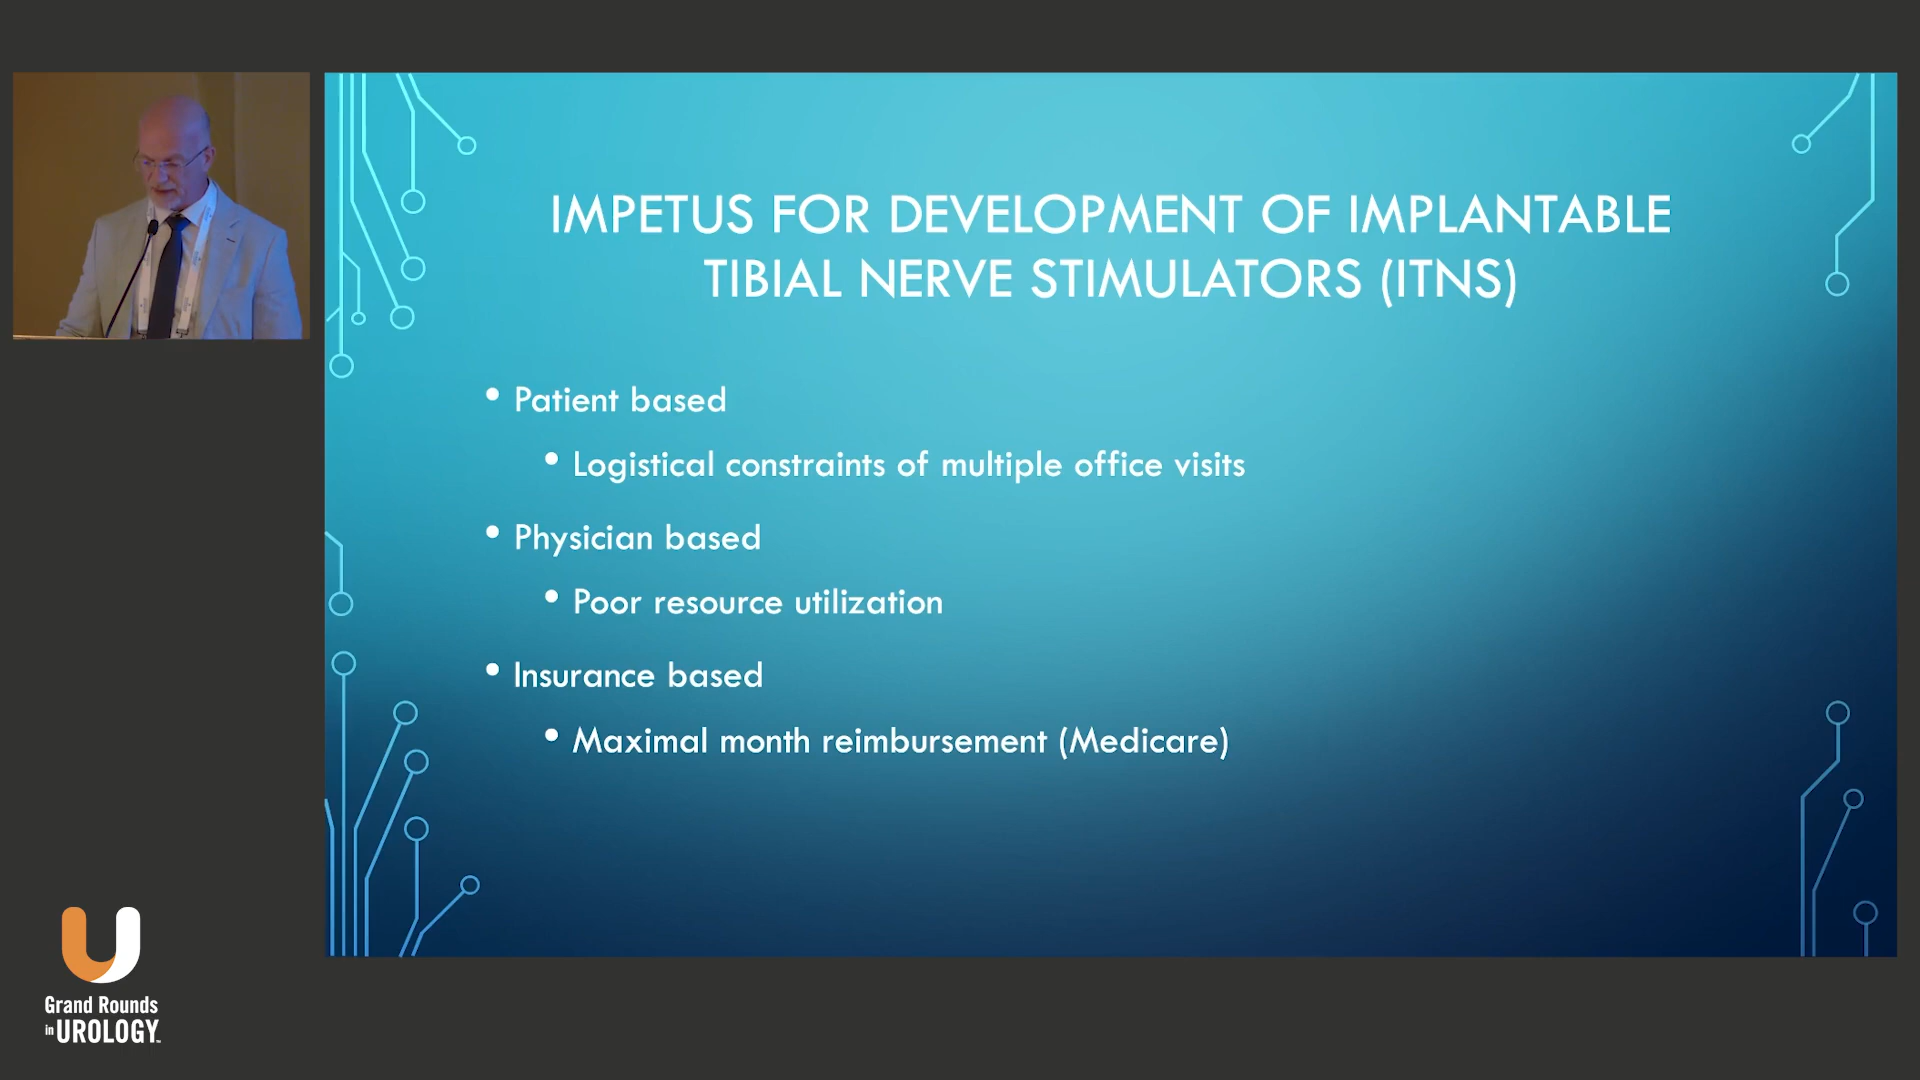 IMPETUS FOR DEVELOPMENT OF IMPLANTABLE
TIBIAL NERVE STIMULATORS (ITNS)
• Patient based
• Logistical constraints of multiple office visits
• Physician based
• Poor resource utilization
• Insurance based
• Maximal month reimbursement (Medicare)
Grand Rounds
in UROLOGY™